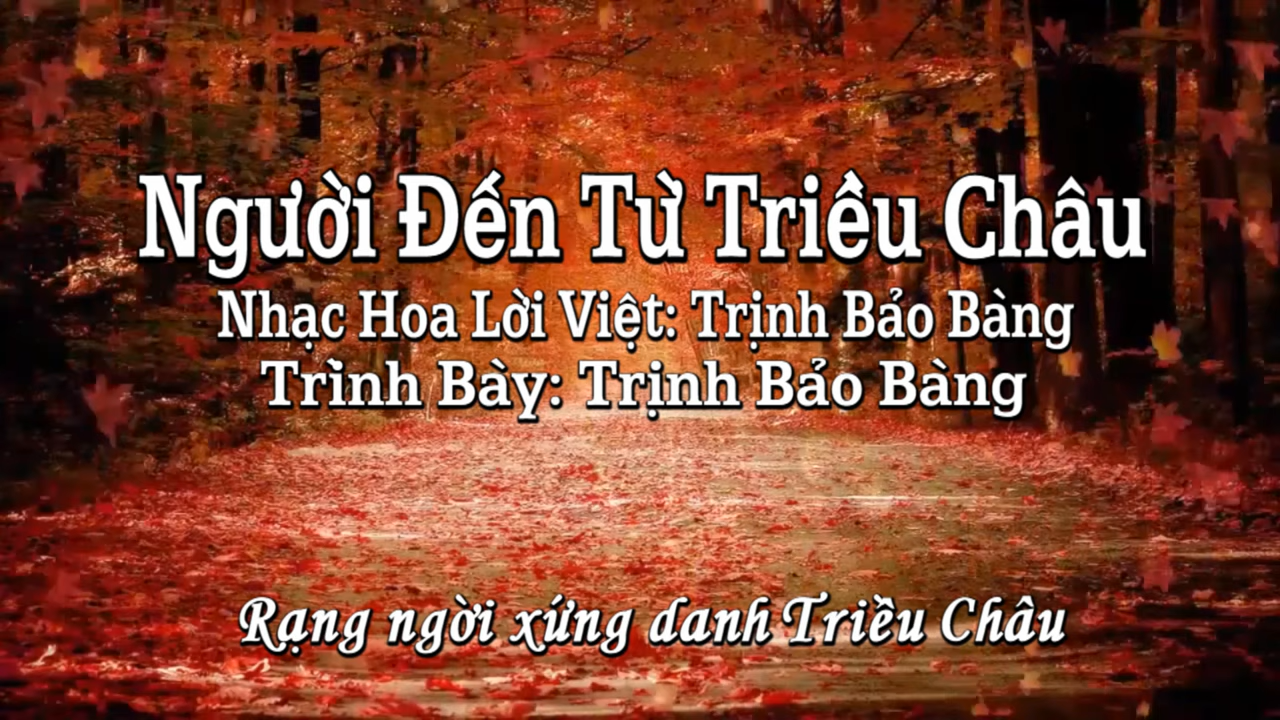 Người Đến Từ Triều Châu
Nhạc Hoa Lời Việt: Trịnh Bảo Bàng
Trình Bày: Trịnh Bảo Bàng
Rạng ngời xứng danh Triều Châu